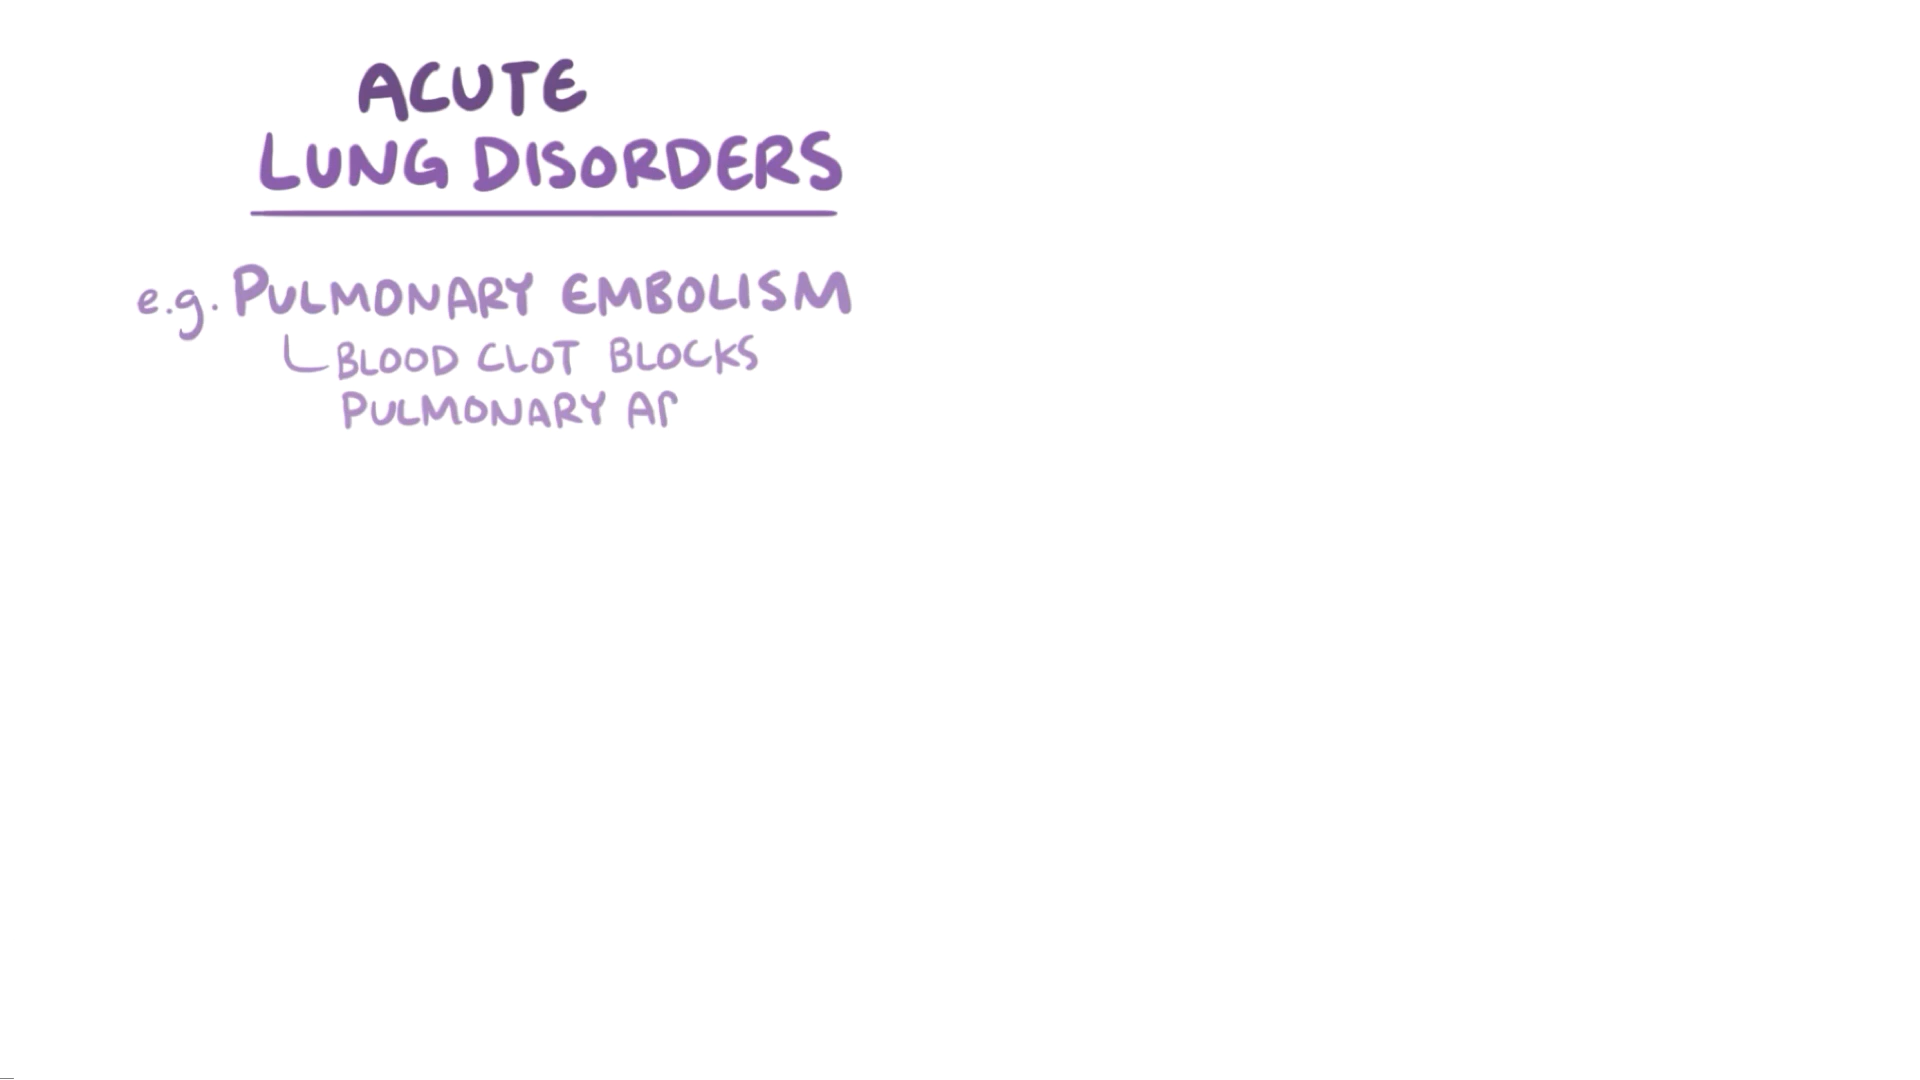 ACUTE
LUNG DISORDERS
e.g. PULMONARY EMBOLISM
BLOOD CLOT BLOCKS
PULMONARY